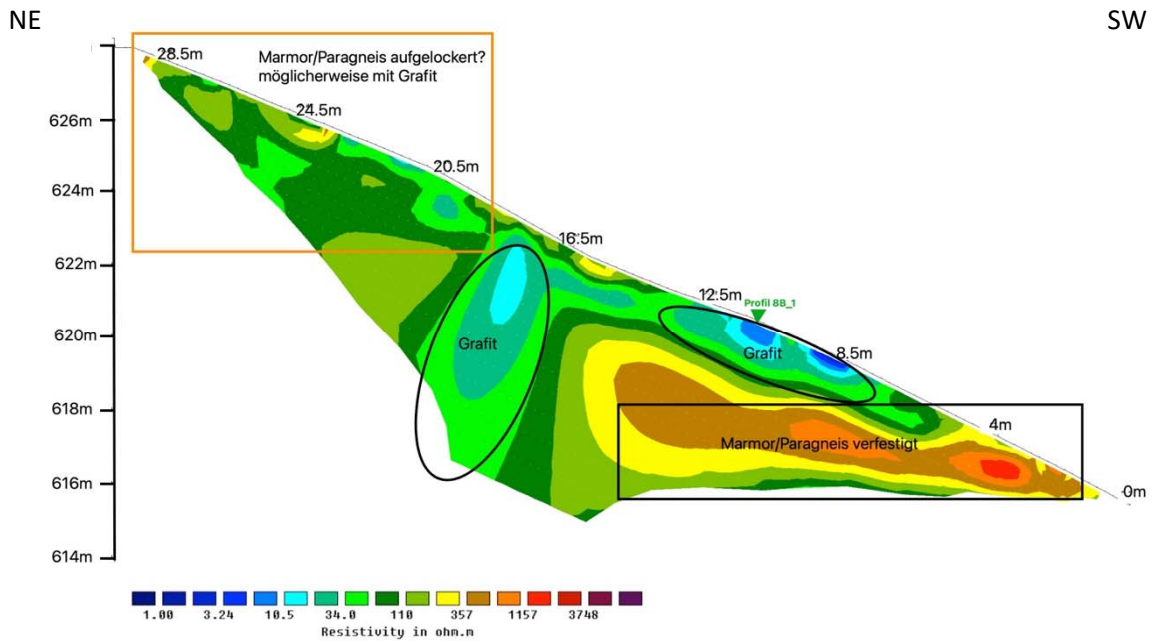 NE
SW
Marmor/Paragneis aufgelockert?
möglicherweise mit Grafit
28.5m
24.5m
20.5m
16.5m
12.5m
Profil 8B_1
8.5m
4m
0m
626m
624m
622m
620m
618m
616m
614m
Grafit
Grafit
Marmor/Paragneis verfestigt
1.00 3.24 10.5 34.0 110 357 1157 3748
Resistivity in ohm.m